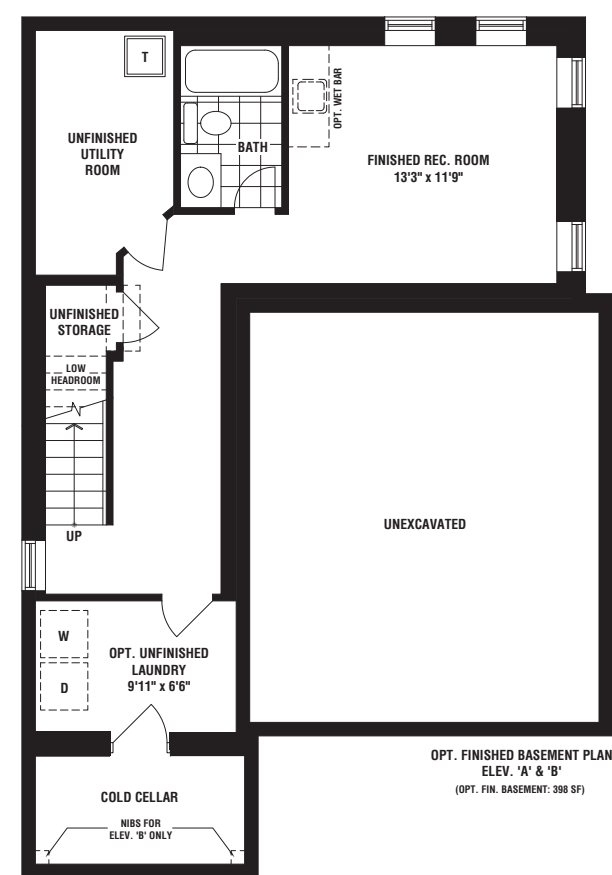 T
UNFINISHED
UTILITY
ROOM
BATH
OPT. WET BAR
FINISHED REC. ROOM
13'3" x 11'9"
UNFINISHED
STORAGE
LOW
HEADROOM
UP
UNEXCAVATED
W
D
OPT. UNFINISHED
LAUNDRY
9'11" x 6'6"
COLD CELLAR
NIBS FOR
ELEV. 'B' ONLY
OPT. FINISHED BASEMENT PLAN
ELEV. 'A' & 'B'
(OPT. FIN. BASEMENT: 398 SF)